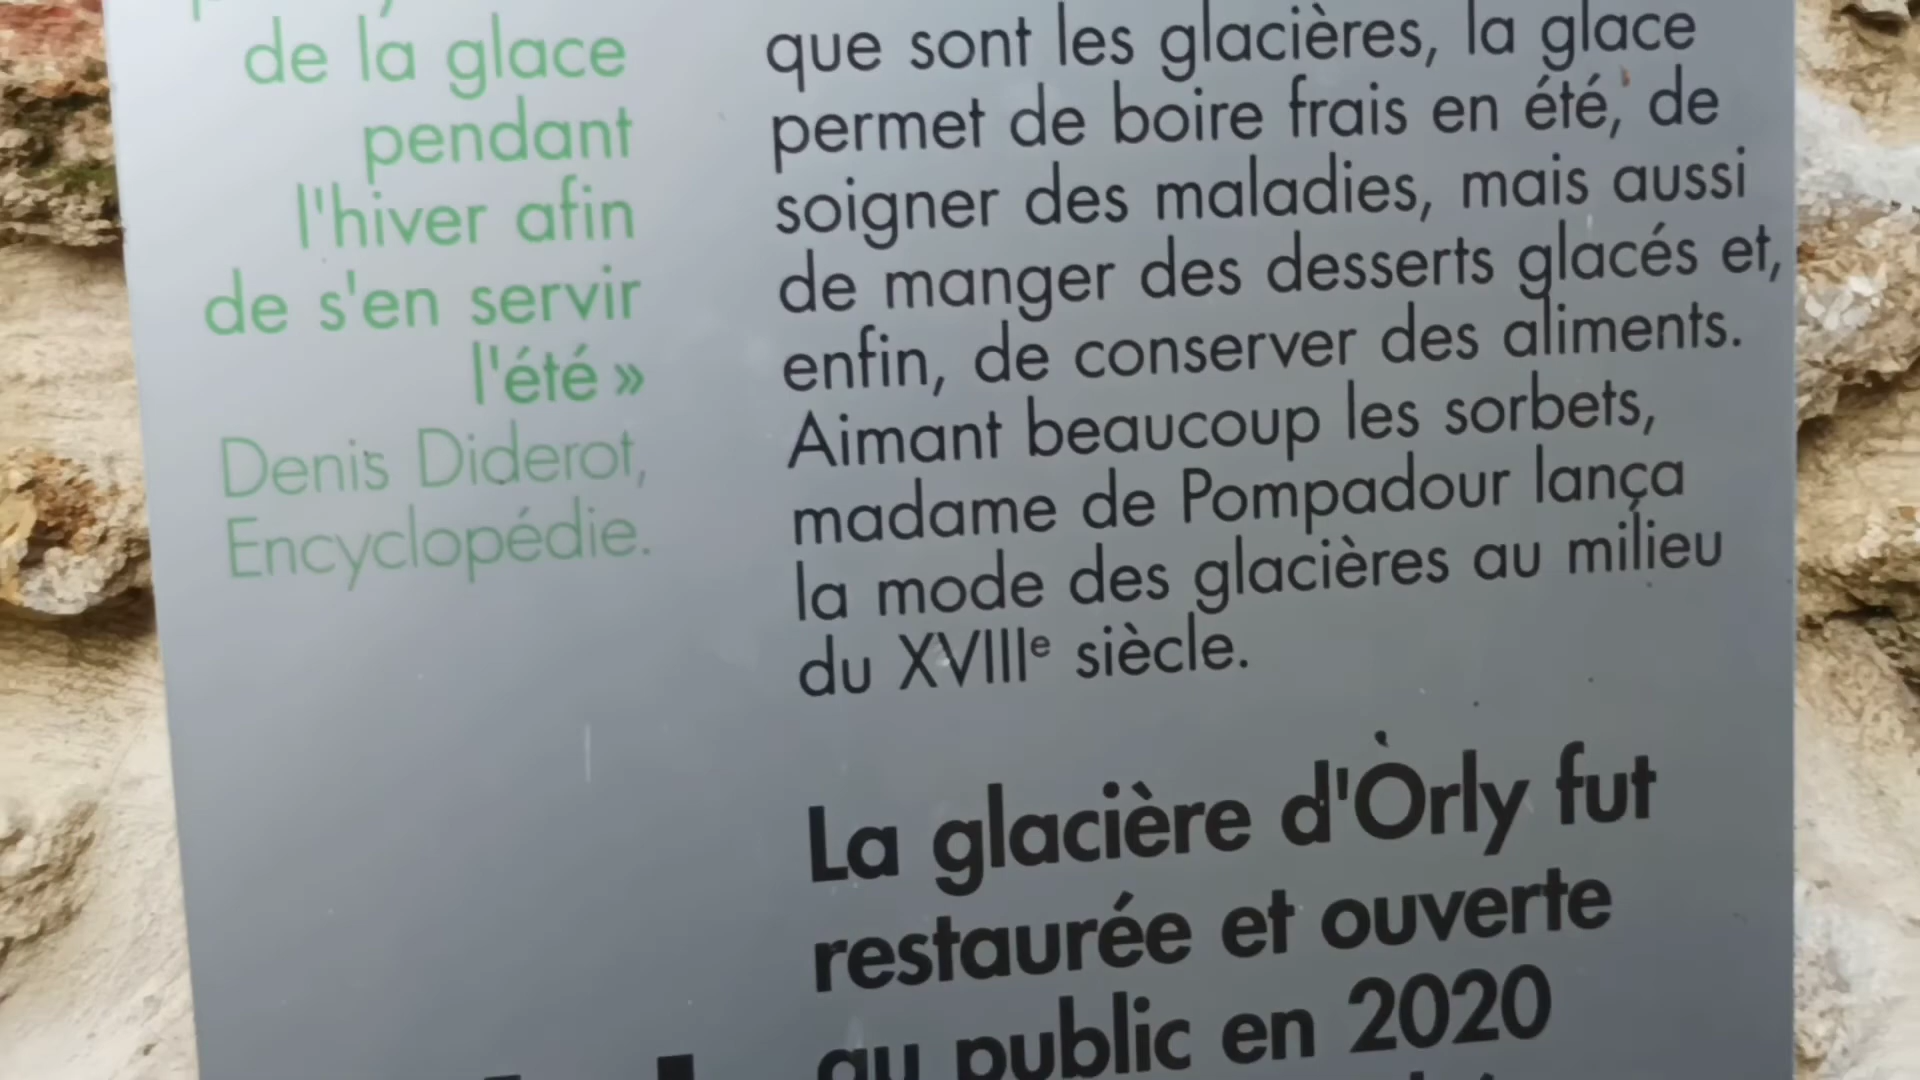 de la glace
pendant
l'hiver afin
de s'en servir
l'été »
Denis Diderot,
Encyclopédie.
que sont les glacières, la glace
permet de boire frais en été, de
soigner des maladies, mais aussi
de manger des desserts glacés et,
enfin, de conserver des aliments.
Aimant beaucoup les sorbets,
madame de Pompadour lança
la mode des glacières au milieu
du XVIIIe siècle.
La glacière d'Orly fut
restaurée et ouverte
au public en 2020